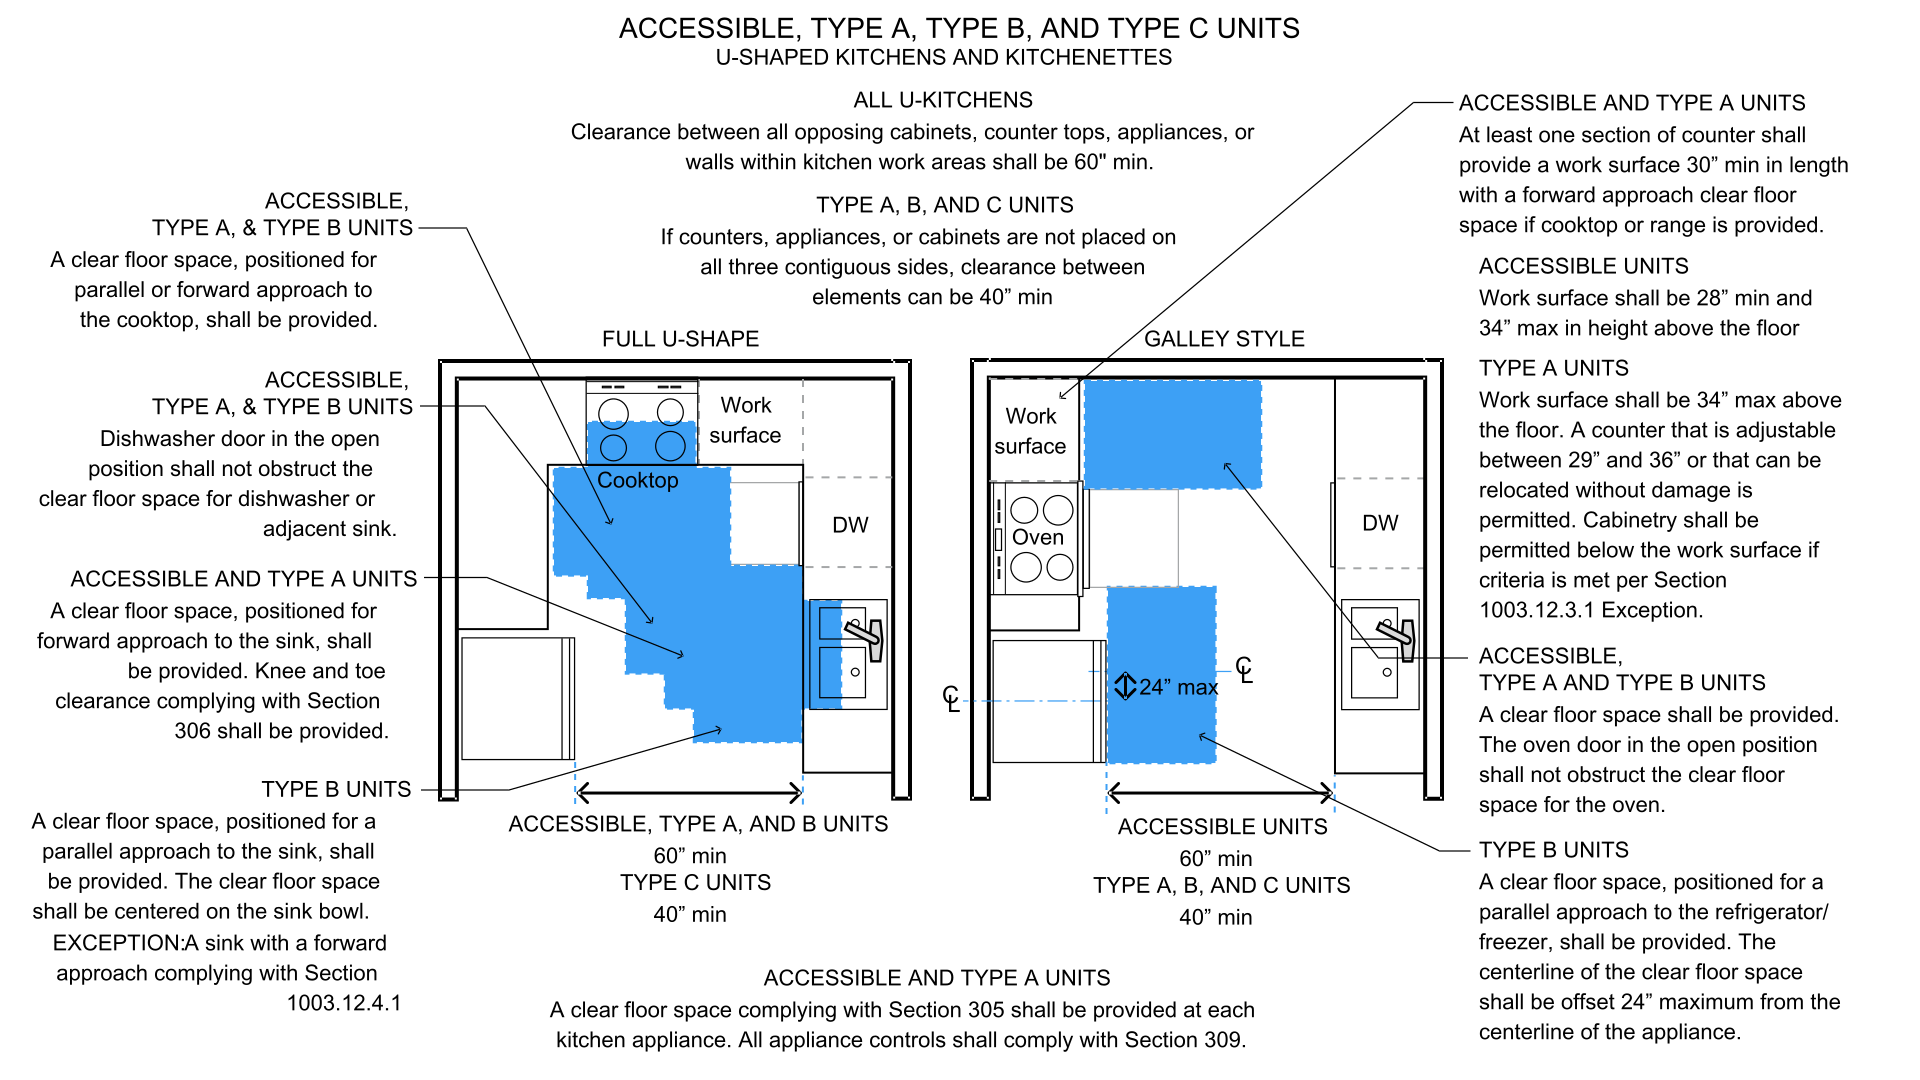 ACCESSIBLE, TYPE A, TYPE B, AND TYPE C UNITS
U-SHAPED KITCHENS AND KITCHENETTES
ALL U-KITCHENS
Clearance between all opposing cabinets, counter tops, appliances, or
walls within kitchen work areas shall be 60" min.
TYPE A, B, AND C UNITS
If counters, appliances, or cabinets are not placed on
all three contiguous sides, clearance between
elements can be 40” min
ACCESSIBLE,
TYPE A, & TYPE B UNITS
A clear floor space, positioned for
parallel or forward approach to
the cooktop, shall be provided.
ACCESSIBLE,
TYPE A, & TYPE B UNITS
Dishwasher door in the open
position shall not obstruct the
clear floor space for dishwasher or
adjacent sink.
ACCESSIBLE AND TYPE A UNITS
A clear floor space, positioned for
forward approach to the sink, shall
be provided. Knee and toe
clearance complying with Section
306 shall be provided.
TYPE B UNITS
A clear floor space, positioned for a
parallel approach to the sink, shall
be provided. The clear floor space
shall be centered on the sink bowl.
EXCEPTION:A sink with a forward
approach complying with Section
1003.12.4.1
FULL U-SHAPE
Work
surface
Cooktop
DW
ACCESSIBLE, TYPE A, AND B UNITS
60” min
TYPE C UNITS
40” min
GALLEY STYLE
Work
surface
Oven
DW
CL
24” max
CL
ACCESSIBLE UNITS
60” min
TYPE A, B, AND C UNITS
40” min
ACCESSIBLE AND TYPE A UNITS
A clear floor space complying with Section 305 shall be provided at each
kitchen appliance. All appliance controls shall comply with Section 309.
ACCESSIBLE AND TYPE A UNITS
At least one section of counter shall
provide a work surface 30” min in length
with a forward approach clear floor
space if cooktop or range is provided.
ACCESSIBLE UNITS
Work surface shall be 28” min and
34” max in height above the floor
TYPE A UNITS
Work surface shall be 34” max above
the floor. A counter that is adjustable
between 29” and 36” or that can be
relocated without damage is
permitted. Cabinetry shall be
permitted below the work surface if
criteria is met per Section
1003.12.3.1 Exception.
ACCESSIBLE,
TYPE A AND TYPE B UNITS
A clear floor space shall be provided.
The oven door in the open position
shall not obstruct the clear floor
space for the oven.
TYPE B UNITS
A clear floor space, positioned for a
parallel approach to the refrigerator/
freezer, shall be provided. The
centerline of the clear floor space
shall be offset 24” maximum from the
centerline of the appliance.